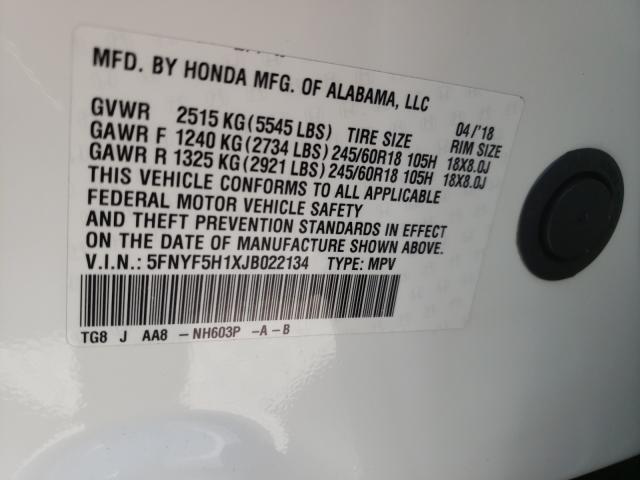 MFD. BY HONDA MFG. OF ALABAMA, LLC
GVWR 2515 KG (5545 LBS) TIRE SIZE 04/'18 RIM SIZE
GAWR F 1240 KG (2734 LBS) 245/60R18 105H 18X8.0J
GAWR R 1325 KG (2921 LBS) 245/60R18 105H 18X8.0J
THIS VEHICLE CONFORMS TO ALL APPLICABLE
FEDERAL MOTOR VEHICLE SAFETY
AND THEFT PREVENTION STANDARDS IN EFFECT
ON THE DATE OF MANUFACTURE SHOWN ABOVE.
V.I.N.: 5FNYF5H1XJB022134 TYPE: MPV
TG8 J AA8 -NH603P -A-B